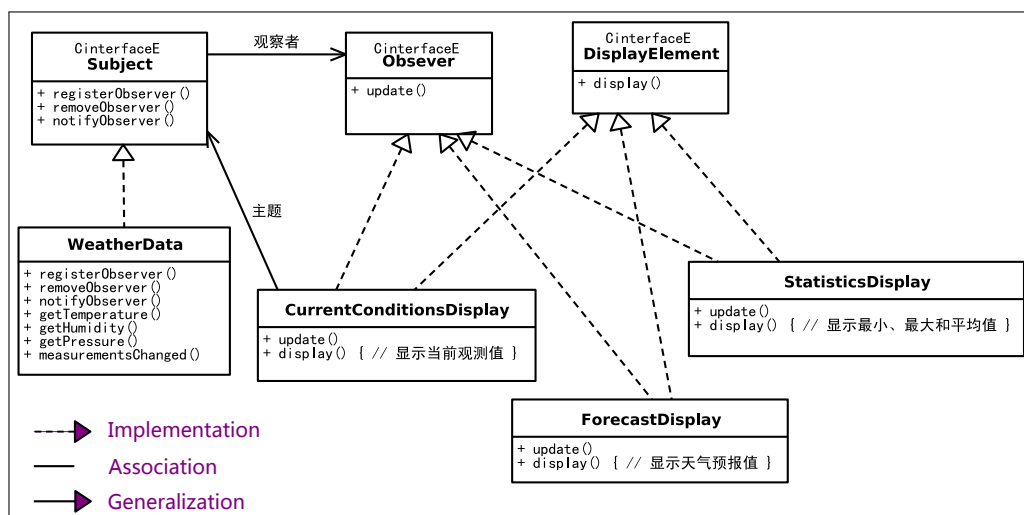 CinterfaceE
Subject
+ registerObserver()
+ removeObserver()
+ notifyObserver()
观察者
CinterfaceE
Obsever
+ update()
CinterfaceE
DisplayElement
+ display()
主题
WeatherData
+ registerObserver()
+ removeObserver()
+ notifyObserver()
+ getTemperature()
+ getHumidity()
+ getPressure()
+ measurementsChanged()
CurrentConditionsDisplay
+ update()
+ display() { // 显示当前观测值 }
StatisticsDisplay
+ update()
+ display() { // 显示最小、最大和平均值 }
ForecastDisplay
+ update()
+ display() { // 显示天气预报值 }
Implementation
Association
Generalization